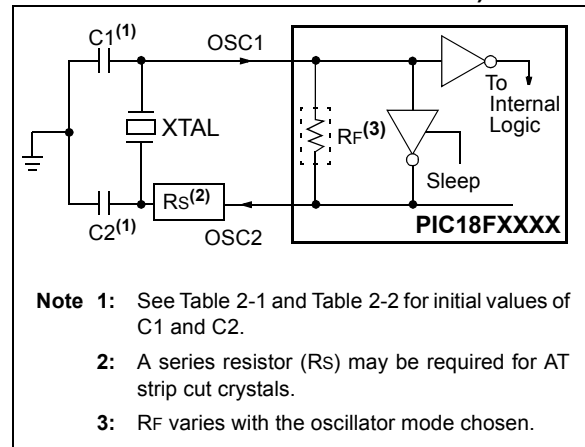 C1(1)
OSC1
To
Internal
Logic
XTAL
RF(3)
Sleep
C2(1)
RS(2)
OSC2
PIC18FXXXX
Note 1: See Table 2-1 and Table 2-2 for initial values of
C1 and C2.
2: A series resistor (RS) may be required for AT
strip cut crystals.
3: RF varies with the oscillator mode chosen.